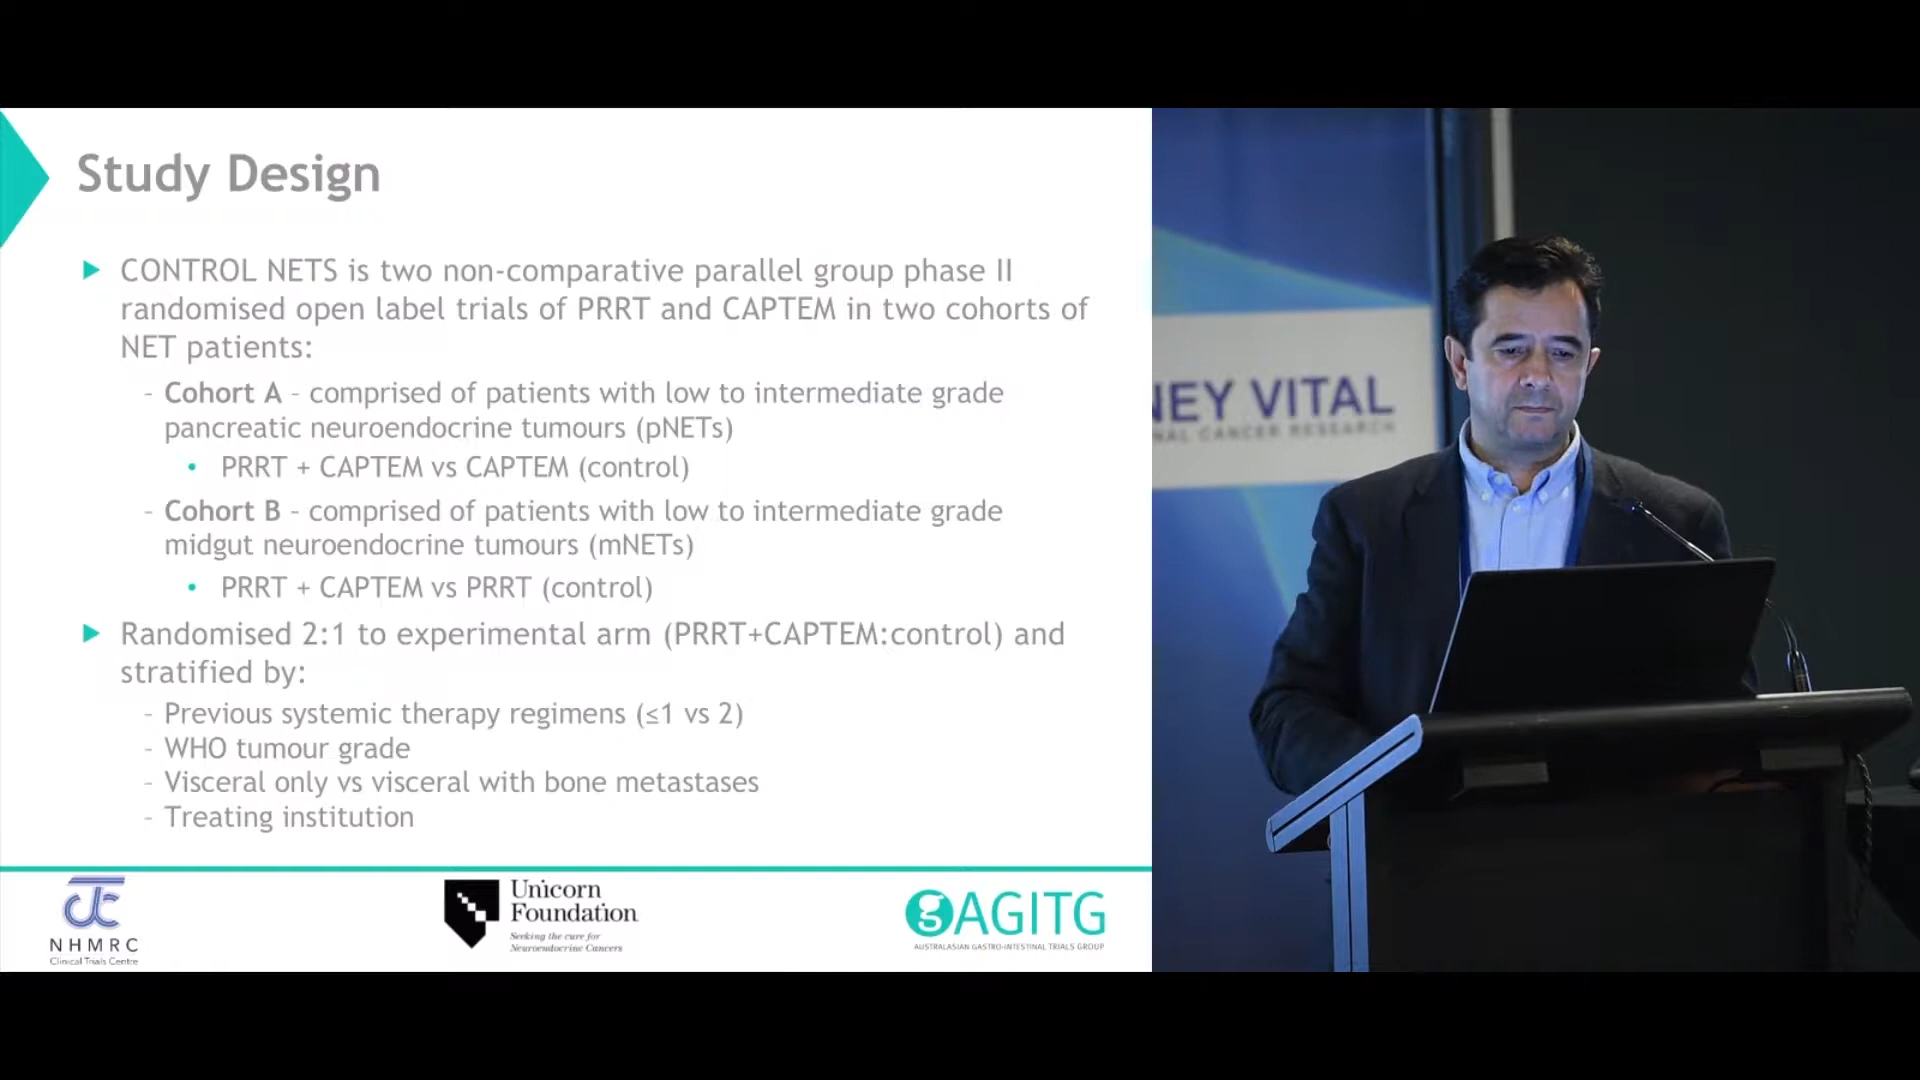 Study Design
CONTROL NETS is two non-comparative parallel group phase II
randomised open label trials of PRRT and CAPTEM in two cohorts of
NET patients:
- Cohort A – comprised of patients with low to intermediate grade
pancreatic neuroendocrine tumours (pNETs)
• PRRT + CAPTEM vs CAPTEM (control)
- Cohort B – comprised of patients with low to intermediate grade
midgut neuroendocrine tumours (mNETs)
• PRRT + CAPTEM vs PRRT (control)
Randomised 2:1 to experimental arm (PRRT+CAPTEM:control) and
stratified by:
- Previous systemic therapy regimens (≤1 vs 2)
- WHO tumour grade
- Visceral only vs visceral with bone metastases
- Treating institution
NHMRC
Clinical Trials Centre
Unicorn
Foundation
Seeking the cure for
Neuroendocrine Cancers
AGITG
AUSTRALASIAN GASTRO-INTESTINAL TRIALS GROUP
NEY VITAL
NAL CANCER RESEARCH